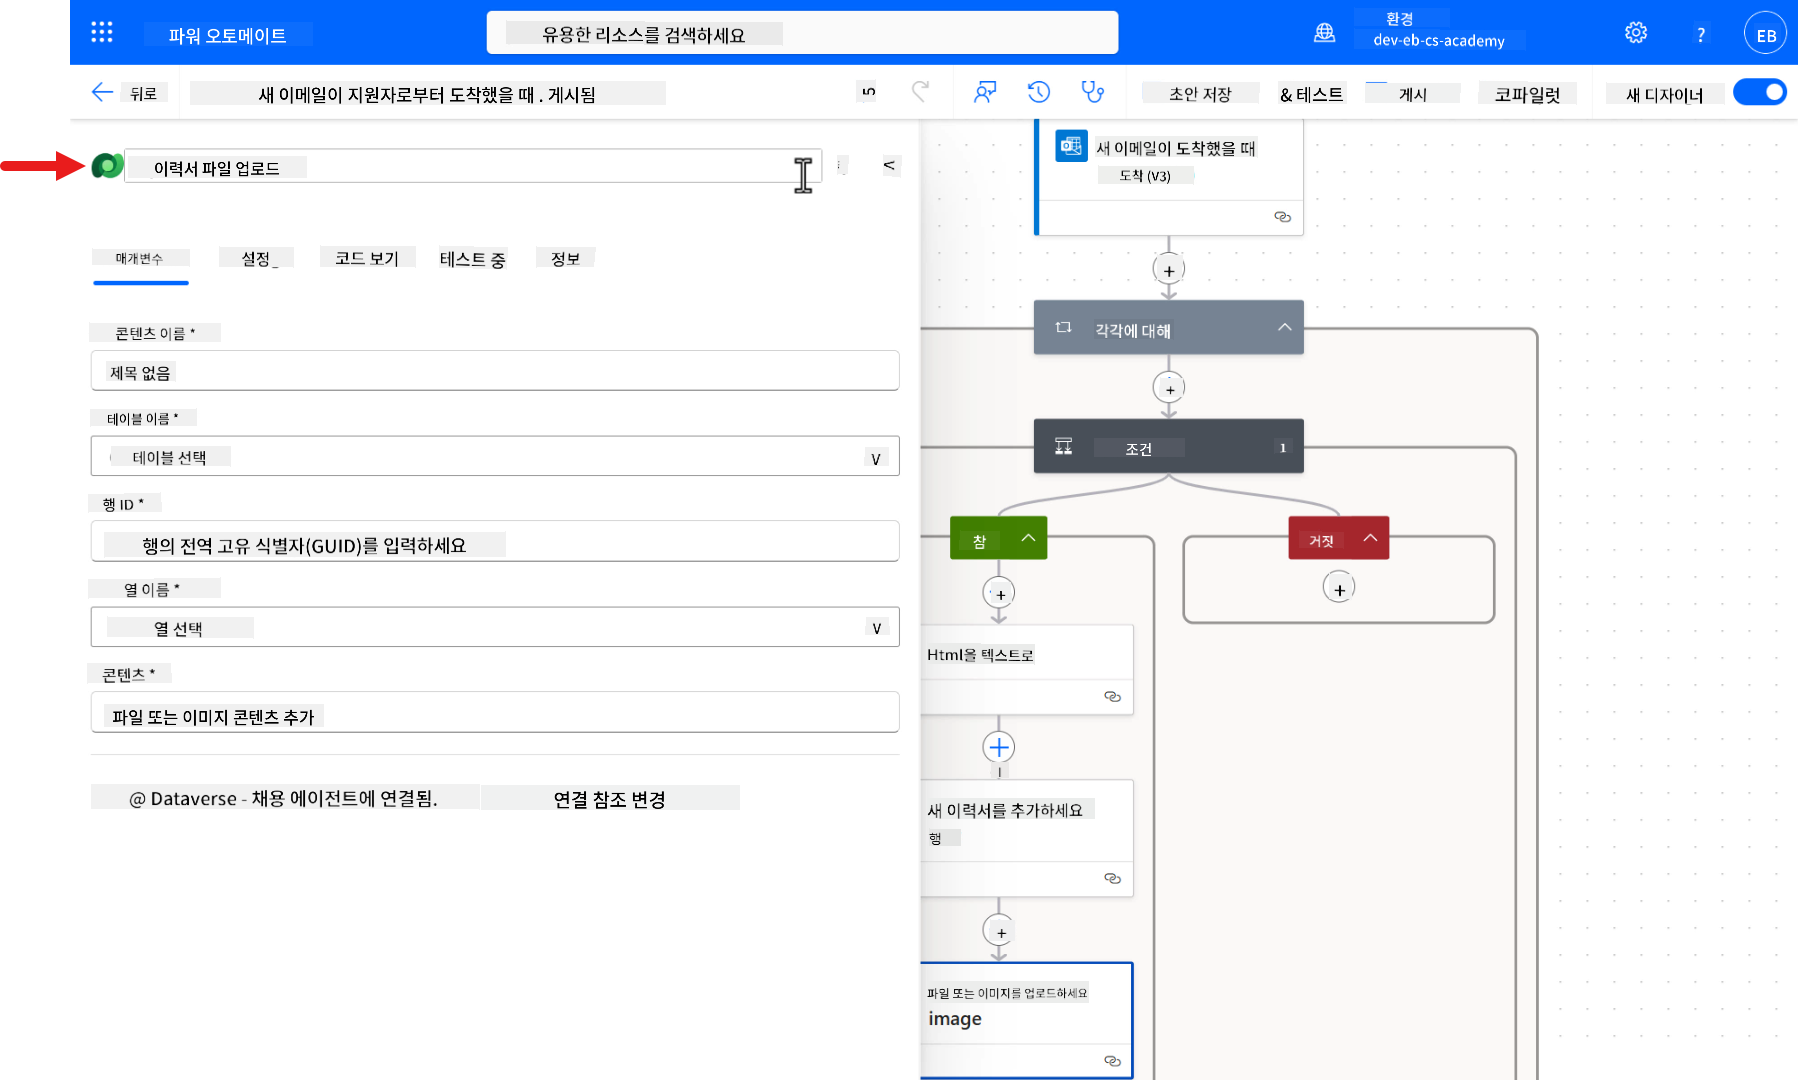 파워 오토메이트
유용한 리소스를 검색하세요
환경
dev-eb-cs-academy
?
EB
뒤로
새 이메일이 지원자로부터 도착했을 때 . 게시됨
초안 저장
& 테스트
게시
코파일럿
새 디자이너
이력서 파일 업로드
<
매개변수
설정_
코드 보기
테스트 중
정보
콘텐츠 이름 *
제목 없음
테이블 이름 *
테이블 선택
V
행 ID *
행의 전역 고유 식별자(GUID)를 입력하세요
열 이름 *
열 선택
V
콘텐츠 *
파일 또는 이미지 콘텐츠 추가
@ Dataverse - 채용 에이전트에 연결됨.
연결 참조 변경
새 이메일이 도착했을 때
도착 (V3)
각각에 대해
조건
1
참
거짓
Html을 텍스트로
새 이력서를 추가하세요
행
파일 또는 이미지를 업로드하세요
image